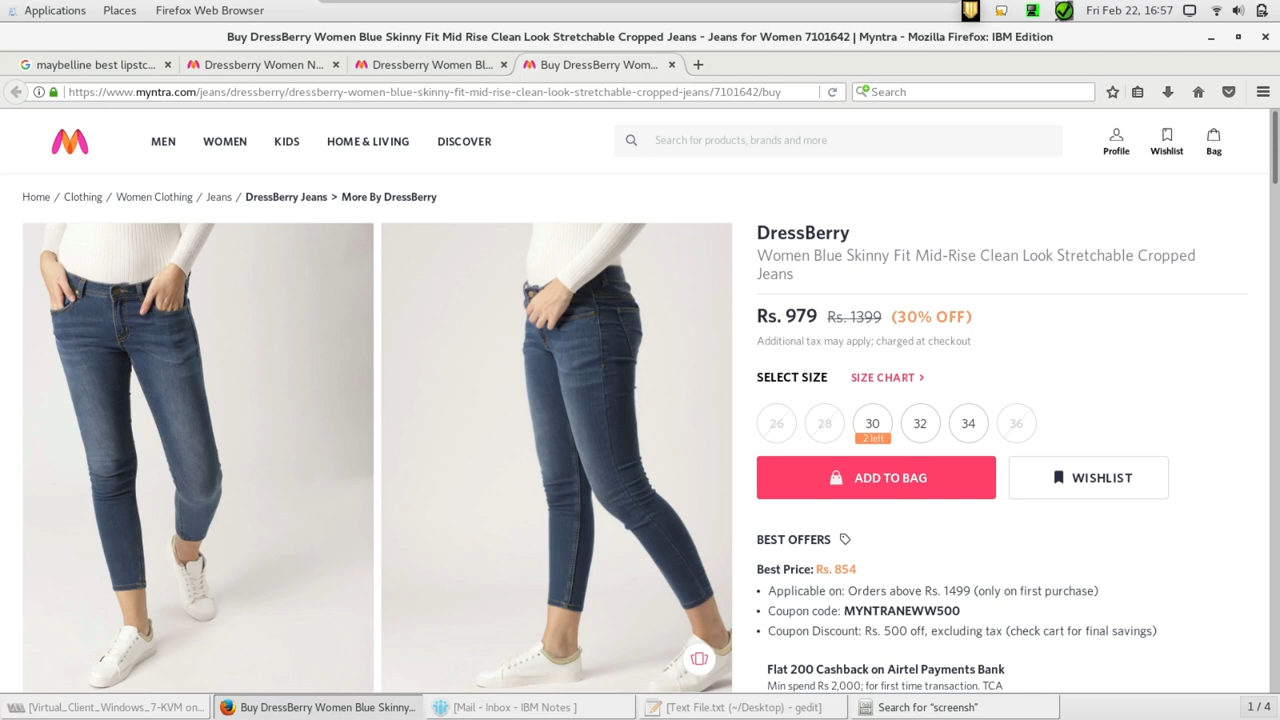 Applications Places Firefox Web Browser Fri Feb 22, 16:57
Buy DressBerry Women Blue Skinny Fit Mid Rise Clean Look Stretchable Cropped Jeans - Jeans for Women 7101642 | Myntra - Mozilla Firefox: IBM Edition
maybelline best lipstc... Dressberry Women N... Dressberry Women Bl... Buy DressBerry Wom...
https://www.myntra.com/jeans/dressberry/dressberry-women-blue-skinny-fit-mid-rise-clean-look-stretchable-cropped-jeans/7101642/buy Search
MEN WOMEN KIDS HOME & LIVING DISCOVER Search for products, brands and more Profile Wishlist Bag
Home / Clothing / Women Clothing / Jeans / DressBerry Jeans > More By DressBerry
DressBerry
Women Blue Skinny Fit Mid-Rise Clean Look Stretchable Cropped
Jeans
Rs. 979 Rs. 1399 (30% OFF)
Additional tax may apply; charged at checkout
SELECT SIZE SIZE CHART >
26 28 30 32 34 36
2 left
ADD TO BAG WISHLIST
BEST OFFERS
Best Price: Rs. 854
• Applicable on: Orders above Rs. 1499 (only on first purchase)
• Coupon code: MYNTRANEWW500
• Coupon Discount: Rs. 500 off, excluding tax (check cart for final savings)
Flat 200 Cashback on Airtel Payments Bank
Min spend Rs 2,000; for first time transaction. TCA
[Virtual_Client_Windows_7-KVM on... Buy DressBerry Women Blue Skinny... [Mail - Inbox - IBM Notes ] [Text File.txt (~/Desktop) - gedit] Search for “screensh” 1 / 4